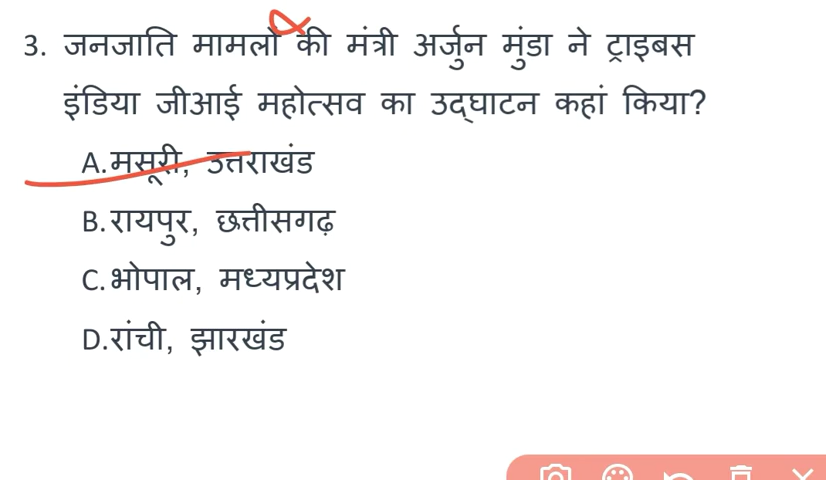 3. जनजाति मामलों की मंत्री अर्जुन मुंडा ने ट्राइबस
इंडिया जीआई महोत्सव का उद्घाटन कहां किया?
A.मसूरी, उत्तराखंड
B.रायपुर, छत्तीसगढ़
C.भोपाल, मध्यप्रदेश
D.रांची, झारखंड